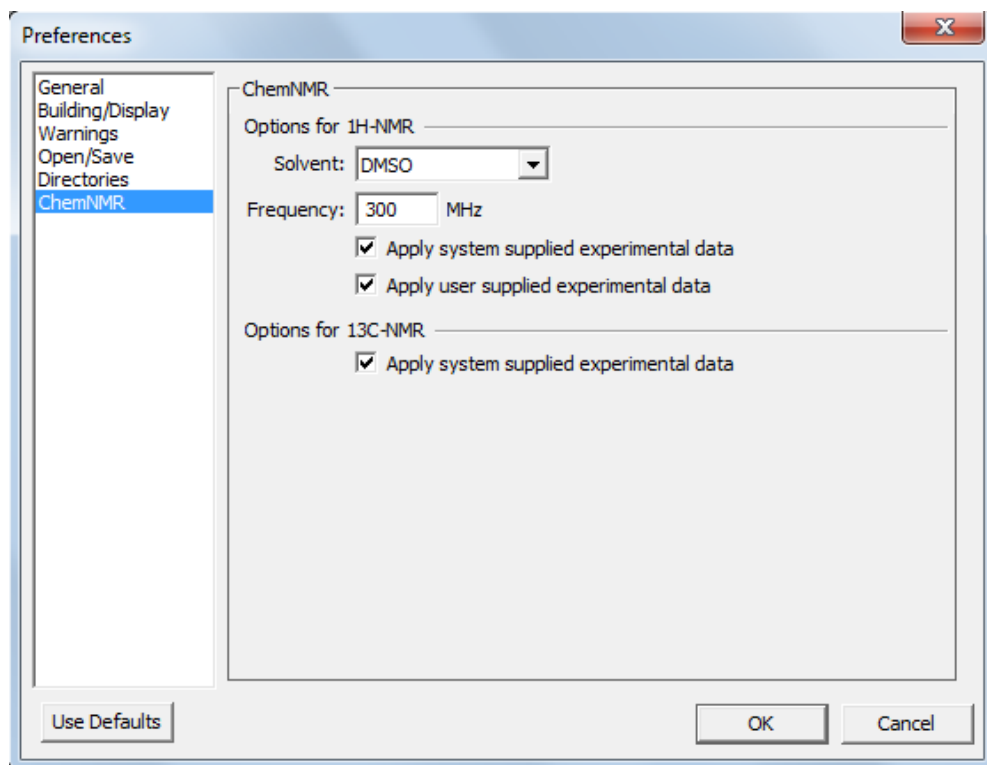 Preferences
General
Building/Display
Warnings
Open/Save
Directories
ChemNMR
ChemNMR
Options for 1H-NMR
Solvent: DMSO
Frequency: 300 MHz
Apply system supplied experimental data
Apply user supplied experimental data
Options for 13C-NMR
Apply system supplied experimental data
Use Defaults
OK
Cancel